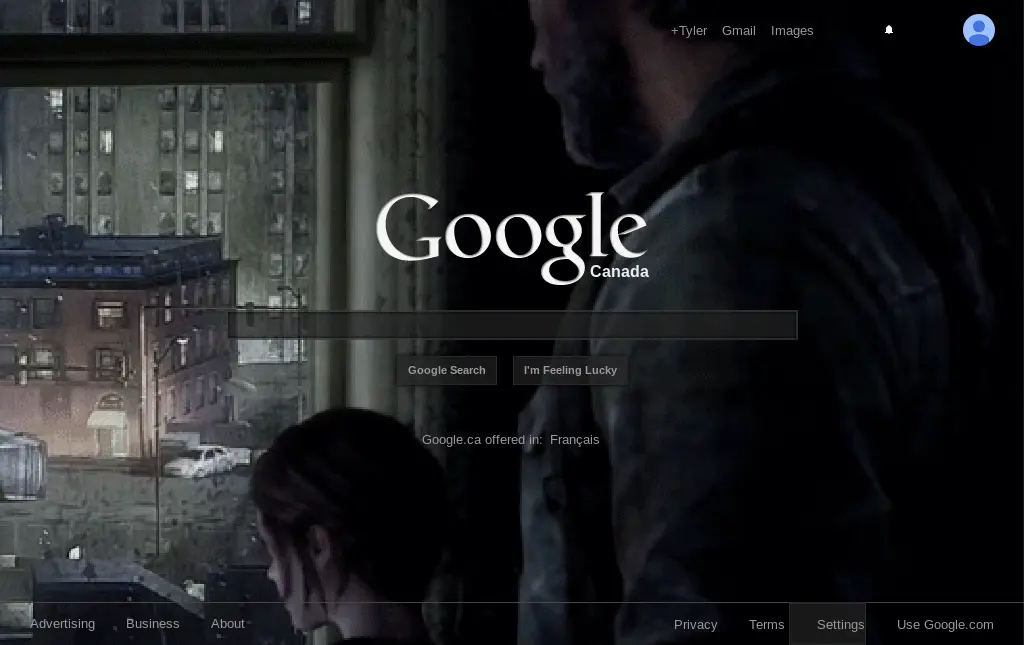 +Tyler Gmail Images
Google
Canada
Google Search I'm Feeling Lucky
Google.ca offered in: Français
Advertising Business About Privacy Terms Settings Use Google.com